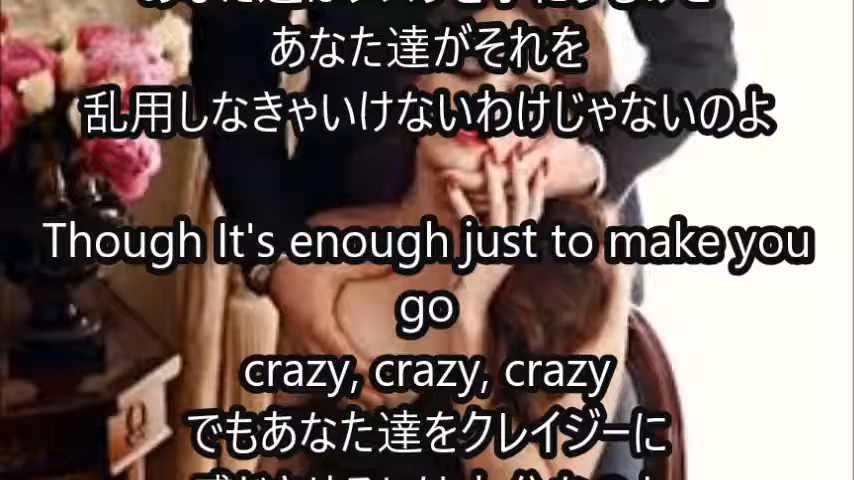 あなた達がそれを
乱用しなきゃいけないわけじゃないのよ
Though It's enough just to make you
go
crazy, crazy, crazy
でもあなた達をクレイジーに